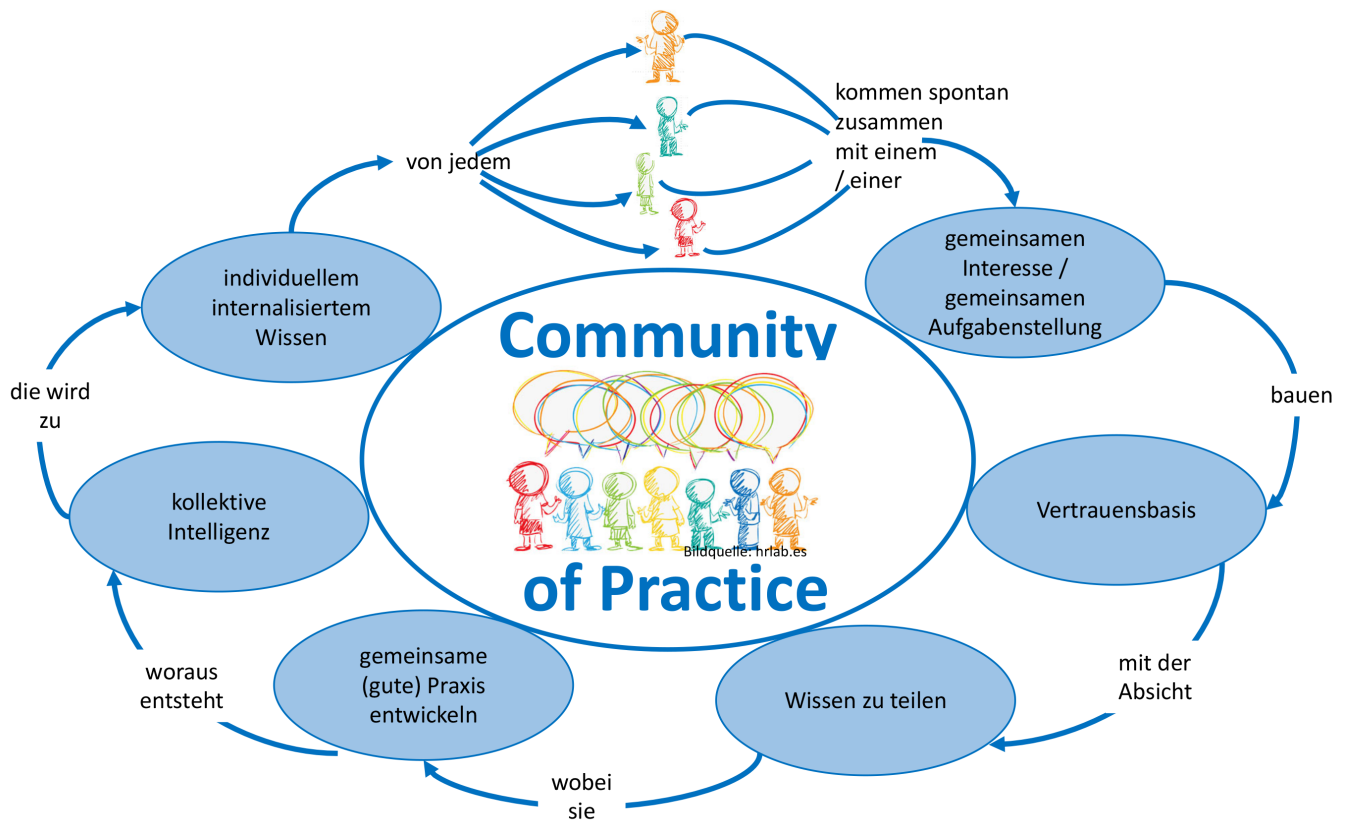 kommen spontan
zusammen
mit einem
/ einer
von jedem
gemeinsamen
Interesse /
gemeinsamen
Aufgabenstellung
individuellem
internalisiertem
Wissen
Community
die wird
zu
bauen
kollektive
Intelligenz
Vertrauensbasis
Bildquelle: hrlab.es
of Practice
gemeinsame
(gute) Praxis
entwickeln
woraus
entsteht
mit der
Absicht
Wissen zu teilen
wobei
sie